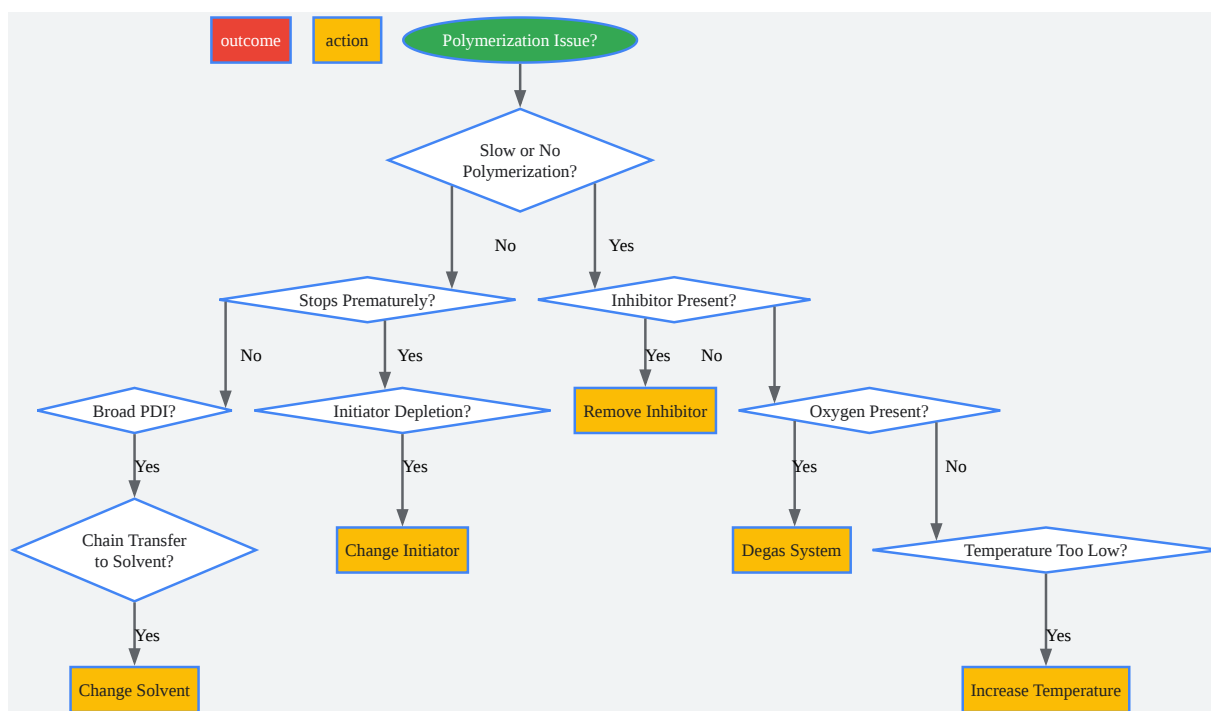 outcome
action
Polymerization Issue?
Slow or No
Polymerization?
No
Yes
Stops Prematurely?
Inhibitor Present?
No
Yes
Yes
No
Broad PDI?
Initiator Depletion?
Remove Inhibitor
Oxygen Present?
Yes
Yes
Yes
No
Chain Transfer
to Solvent?
Change Initiator
Degas System
Temperature Too Low?
Yes
Yes
Change Solvent
Increase Temperature